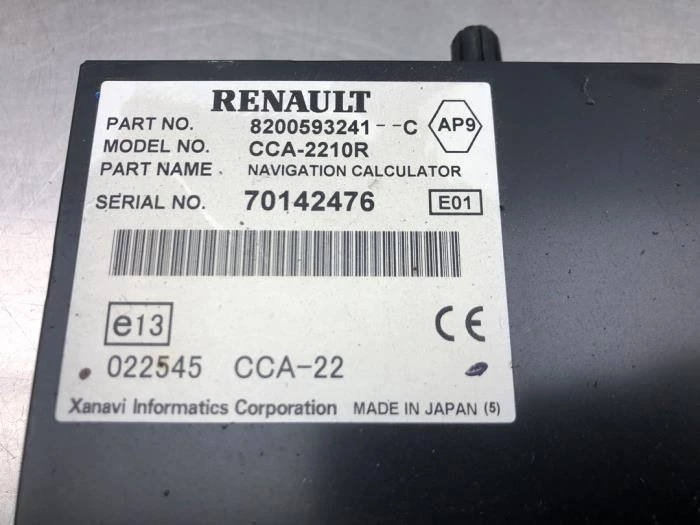 RENAULT
PART NO. 8200593241--C AP9
MODEL NO. CCA-2210R
PART NAME NAVIGATION CALCULATOR
SERIAL NO. 70142476 E01
e13 CE
022545 CCA-22
Xanavi Informatics Corporation MADE IN JAPAN (5)